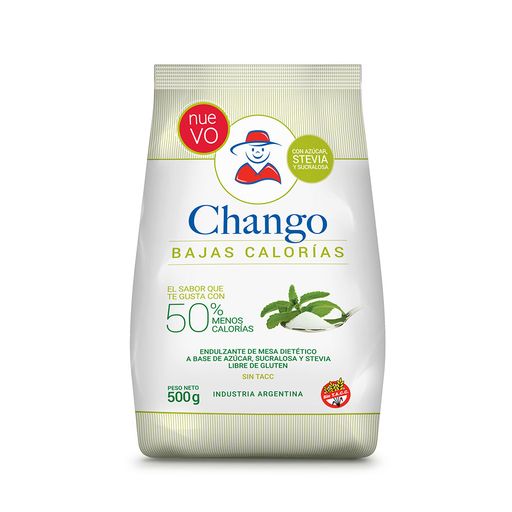 nue
VO
CON AZÚCAR,
STEVIA
Y SUCRALOSA
Chango
BAJAS CALORÍAS
EL SABOR QUE
TE GUSTA CON
50%
MENOS
CALORÍAS
ENDULZANTE DE MESA DIETÉTICO
A BASE DE AZÚCAR, SUCRALOSA Y STEVIA
LIBRE DE GLUTEN
SIN TACC
PESO NETO
500g
INDUSTRIA ARGENTINA
Sin T.A.C.C.